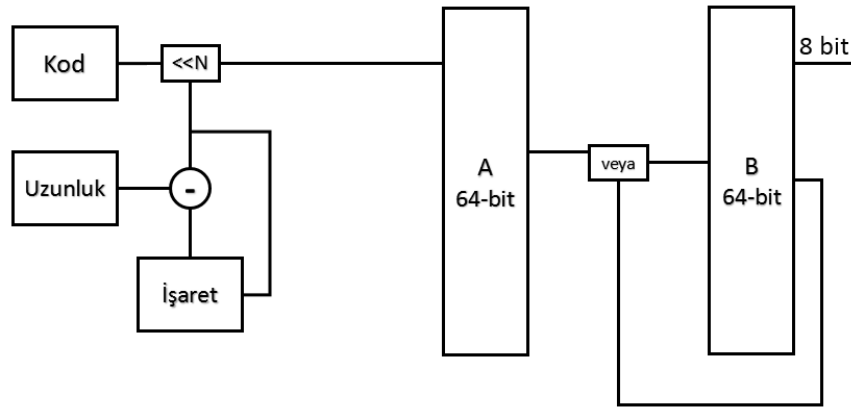 Kod
<<N
8 bit
Uzunluk
-
İşaret
A
64-bit
veya
B
64-bit